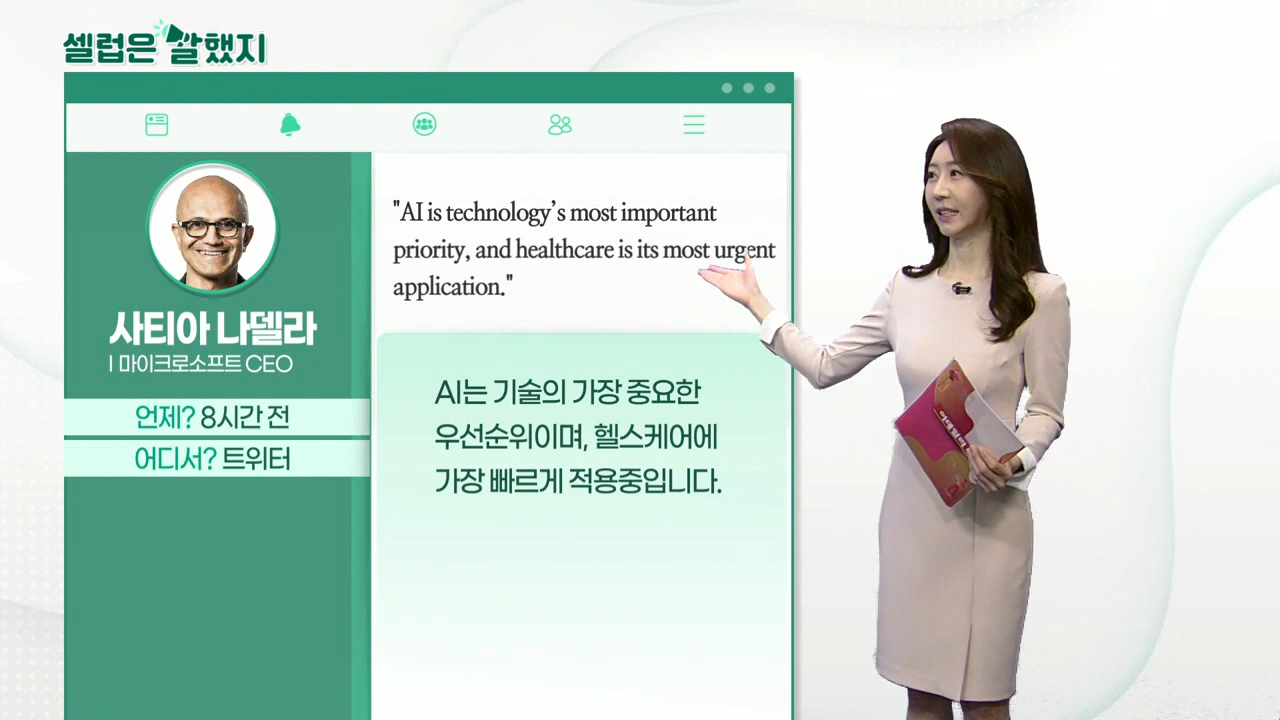 셀럽은 말했지
"AI is technology's most important
priority, and healthcare is its most urgent
application."
사티아 나델라
| 마이크로소프트 CEO
언제? 8시간 전
어디서? 트위터
AI는 기술의 가장 중요한
우선순위이며, 헬스케어에
가장 빠르게 적용중입니다.